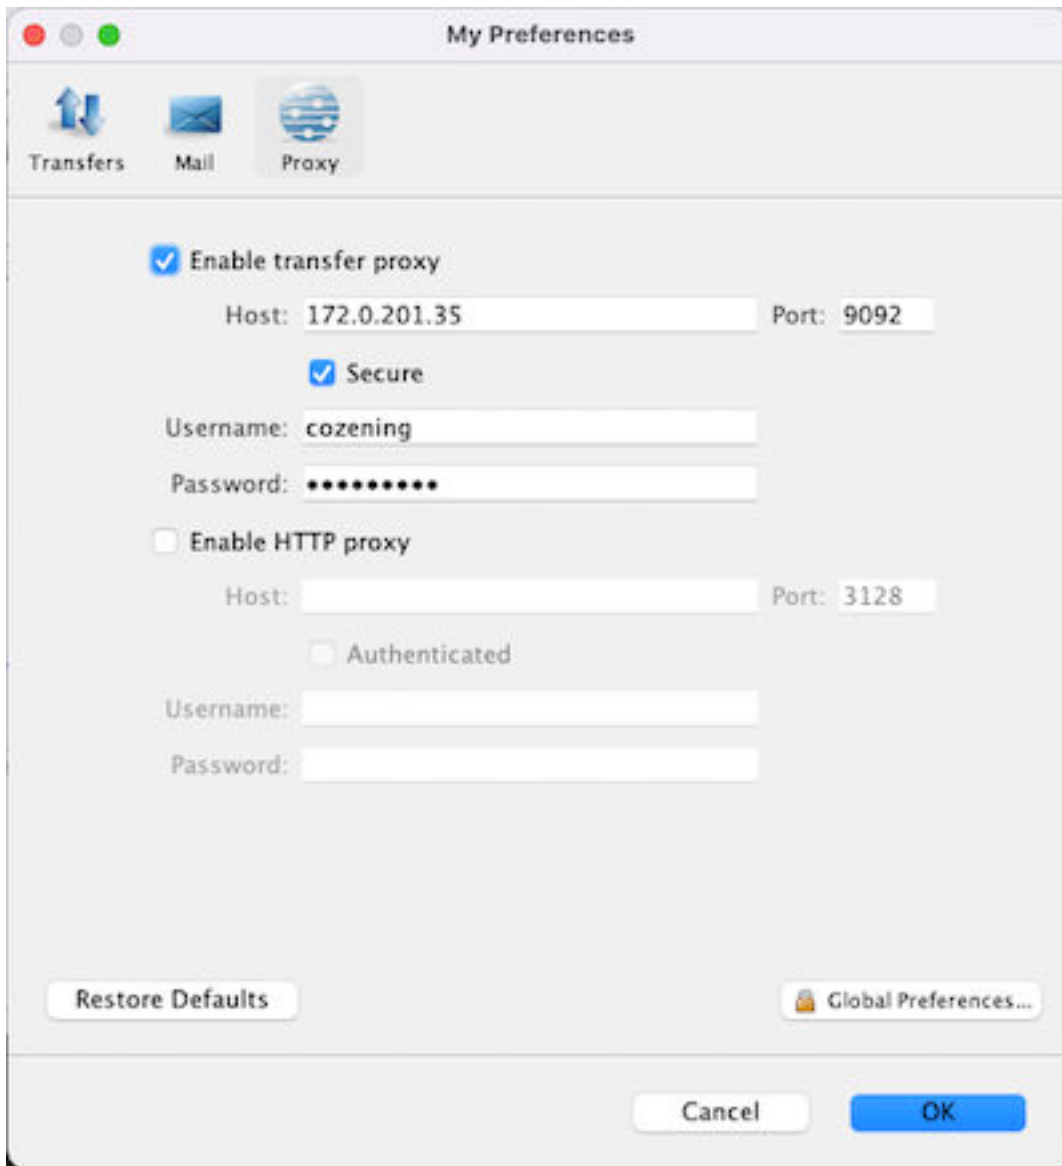 My Preferences
Transfers Mail Proxy
Enable transfer proxy
Host: 172.0.201.35 Port: 9092
Secure
Username: cozening
Password: •••••••••
Enable HTTP proxy
Host: Port: 3128
Authenticated
Username:
Password:
Restore Defaults Global Preferences...
Cancel OK